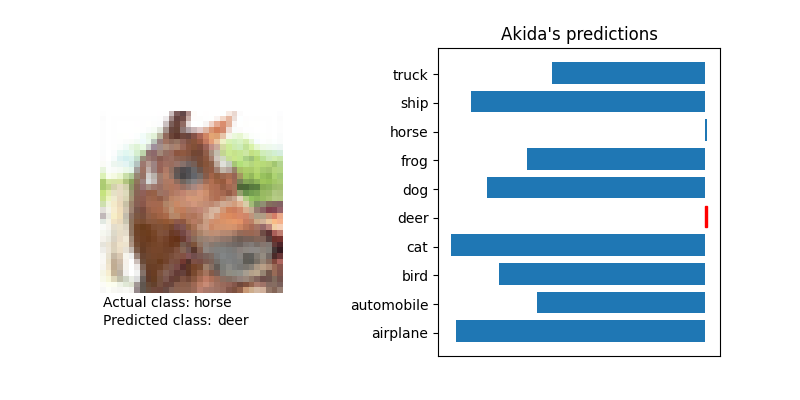 Akida's predictions
truck
ship
horse
frog
dog
deer
cat
bird
automobile
airplane
Actual class: horse
Predicted class: deer